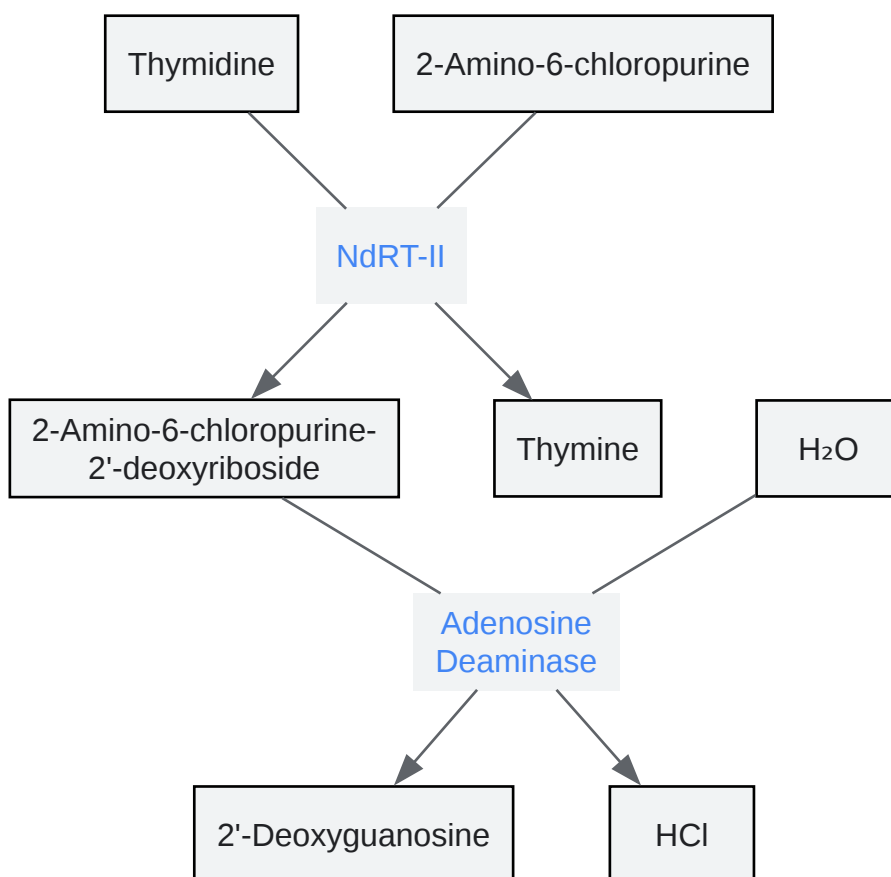 Thymidine
2-Amino-6-chloropurine
NdRT-II
2-Amino-6-chloropurine-
2'-deoxyriboside
Thymine
H₂O
Adenosine
Deaminase
2'-Deoxyguanosine
HCl